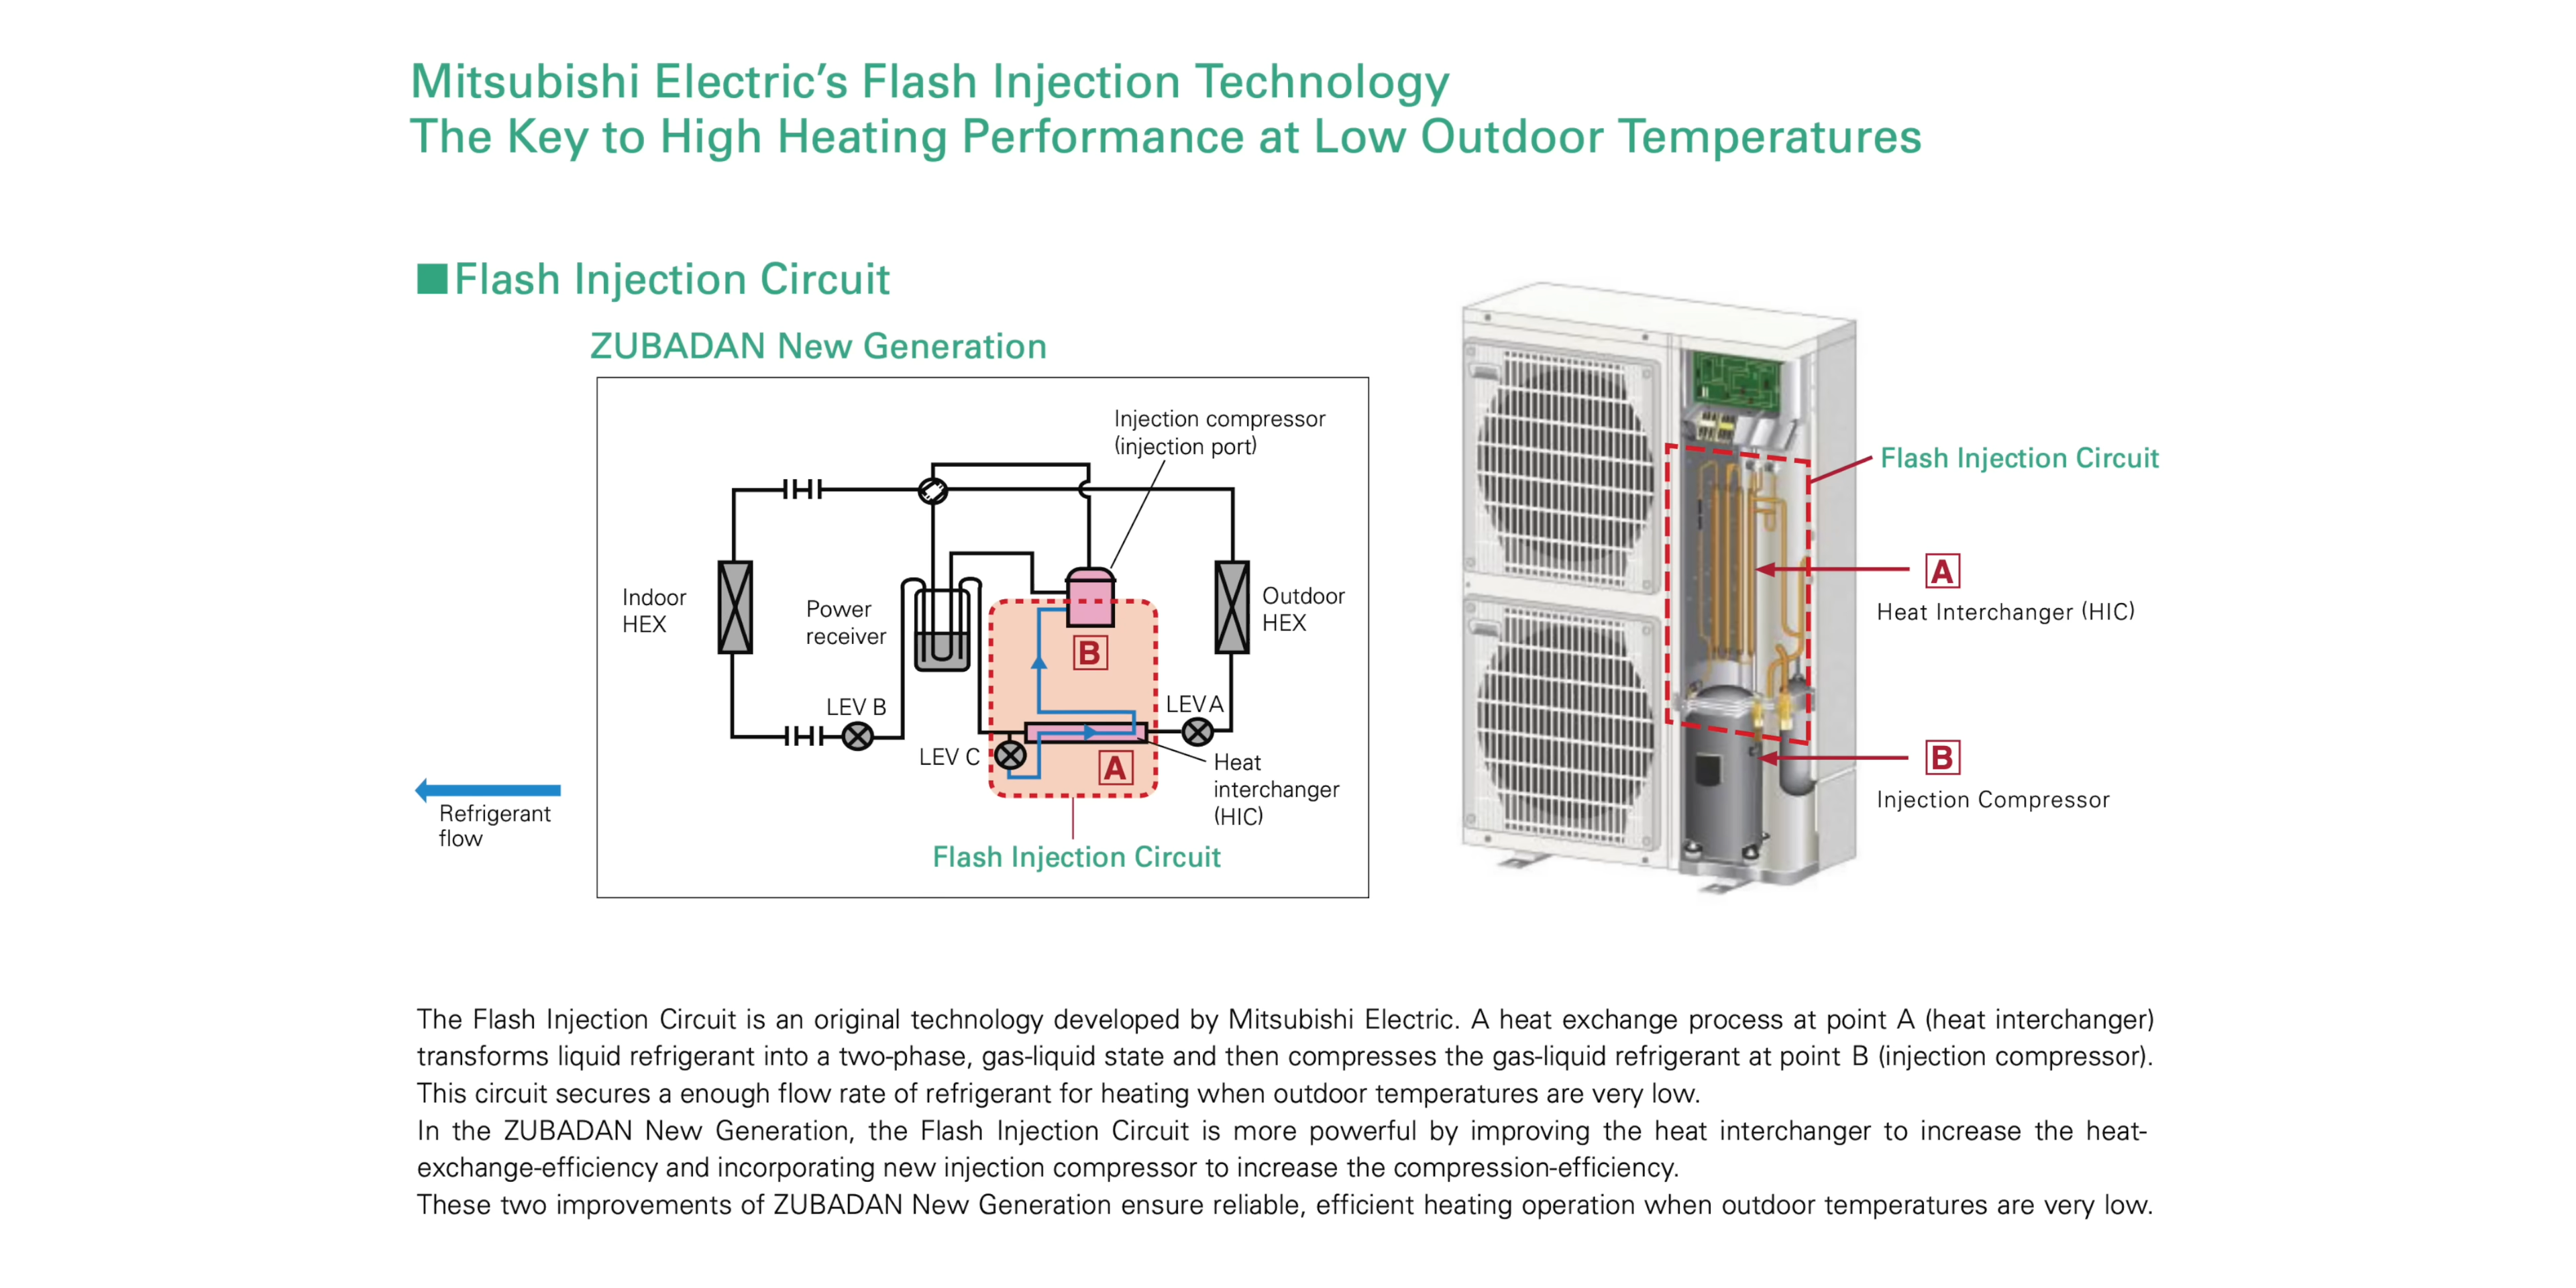 Mitsubishi Electric’s Flash Injection Technology
The Key to High Heating Performance at Low Outdoor Temperatures
Flash Injection Circuit
ZUBADAN New Generation
Injection compressor
(injection port)
Indoor
HEX
Power
receiver
Outdoor
HEX
B
LEV B
LEV A
LEV C
A
Heat
interchanger
(HIC)
Refrigerant
flow
Flash Injection Circuit
Flash Injection Circuit
A
Heat Interchanger (HIC)
B
Injection Compressor
The Flash Injection Circuit is an original technology developed by Mitsubishi Electric. A heat exchange process at point A (heat interchanger)
transforms liquid refrigerant into a two-phase, gas-liquid state and then compresses the gas-liquid refrigerant at point B (injection compressor).
This circuit secures a enough flow rate of refrigerant for heating when outdoor temperatures are very low.
In the ZUBADAN New Generation, the Flash Injection Circuit is more powerful by improving the heat interchanger to increase the heat-
exchange-efficiency and incorporating new injection compressor to increase the compression-efficiency.
These two improvements of ZUBADAN New Generation ensure reliable, efficient heating operation when outdoor temperatures are very low.